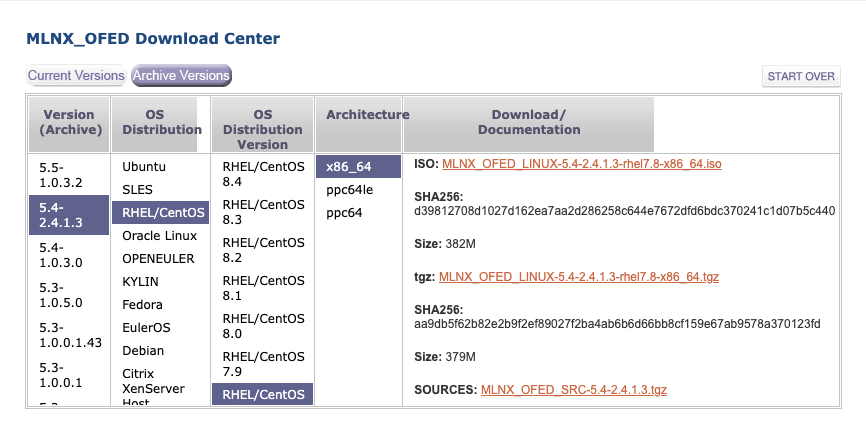 MLNX_OFED Download Center
Current Versions
Archive Versions
START OVER
Version
(Archive)
OS
Distribution
OS
Distribution
Version
Architecture
Download/
Documentation
5.5-
1.0.3.2
5.4-
2.4.1.3
5.4-
1.0.3.0
5.3-
1.0.5.0
5.3-
1.0.0.1.43
5.3-
1.0.0.1
Ubuntu
SLES
RHEL/CentOS
Oracle Linux
OPENEULER
KYLIN
Fedora
EulerOS
Debian
Citrix
XenServer
Host
RHEL/CentOS
8.4
RHEL/CentOS
8.3
RHEL/CentOS
8.2
RHEL/CentOS
8.1
RHEL/CentOS
8.0
RHEL/CentOS
7.9
RHEL/CentOS
x86_64
ppc64le
ppc64
ISO: MLNX_OFED_LINUX-5.4-2.4.1.3-rhel7.8-x86_64.iso
SHA256:
d39812708d1027d162ea7aa2d286258c644e7672dfd6bdc370241c1d07b5c440
Size: 382M
tgz: MLNX_OFED_LINUX-5.4-2.4.1.3-rhel7.8-x86_64.tgz
SHA256:
aa9db5f62b82e2b9f2ef89027f2ba4ab6b6d66bb8cf159e67ab9578a370123fd
Size: 379M
SOURCES: MLNX_OFED_SRC-5.4-2.4.1.3.tgz